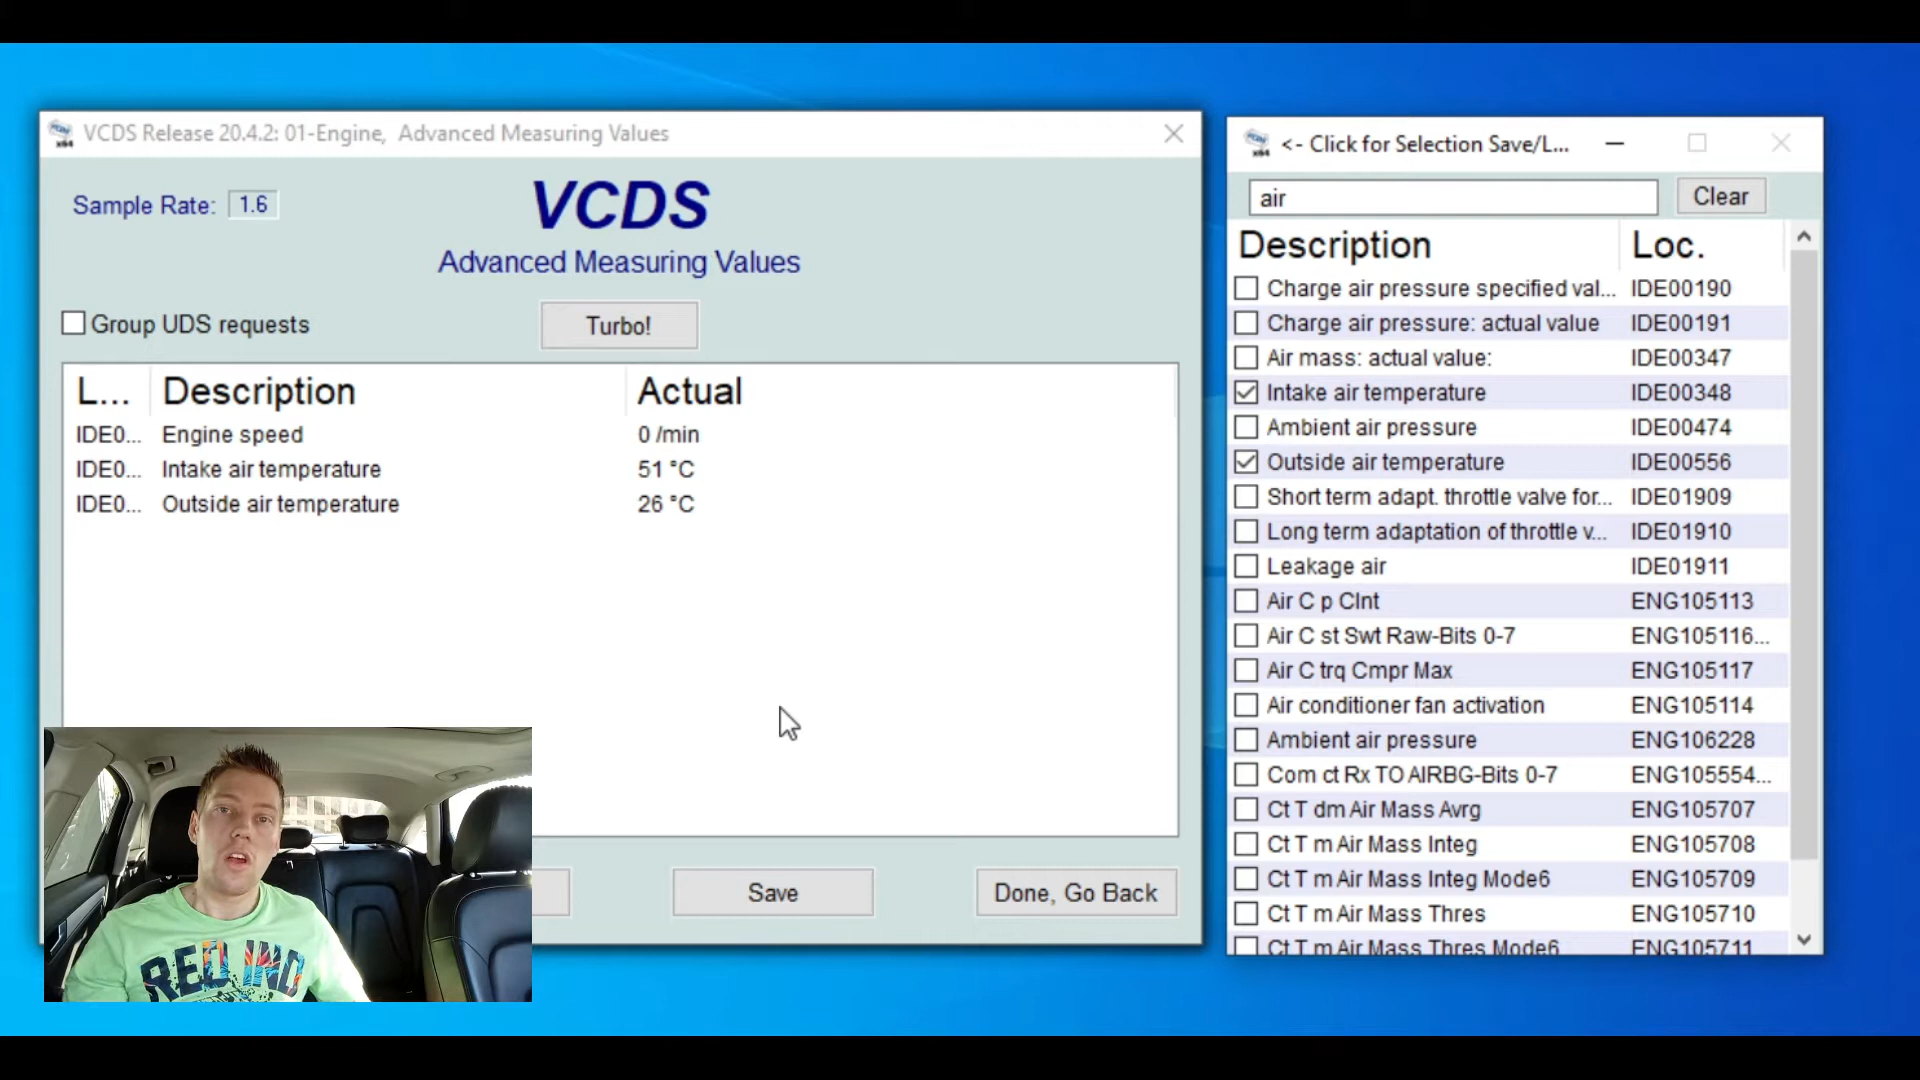 VCDS Release 20.4.2: 01-Engine, Advanced Measuring Values
Sample Rate: 1.6
VCDS
Advanced Measuring Values
Group UDS requests
Turbo!
L... Description Actual
IDE0... Engine speed 0 /min
IDE0... Intake air temperature 51 °C
IDE0... Outside air temperature 26 °C
Save
Done, Go Back
RED IND
<- Click for Selection Save/L...
air
Clear
Description Loc.
Charge air pressure specified val... IDE00190
Charge air pressure: actual value IDE00191
Air mass: actual value: IDE00347
Intake air temperature IDE00348
Ambient air pressure IDE00474
Outside air temperature IDE00556
Short term adapt. throttle valve for... IDE01909
Long term adaptation of throttle v... IDE01910
Leakage air IDE01911
Air C p Clnt ENG105113
Air C st Swt Raw-Bits 0-7 ENG105116...
Air C trq Cmpr Max ENG105117
Air conditioner fan activation ENG105114
Ambient air pressure ENG106228
Com ct Rx TO AIRBG-Bits 0-7 ENG105554...
Ct T dm Air Mass Avrg ENG105707
Ct T m Air Mass Integ ENG105708
Ct T m Air Mass Integ Mode6 ENG105709
Ct T m Air Mass Thres ENG105710
Ct T m Air Mass Thres Mode6 ENG105711